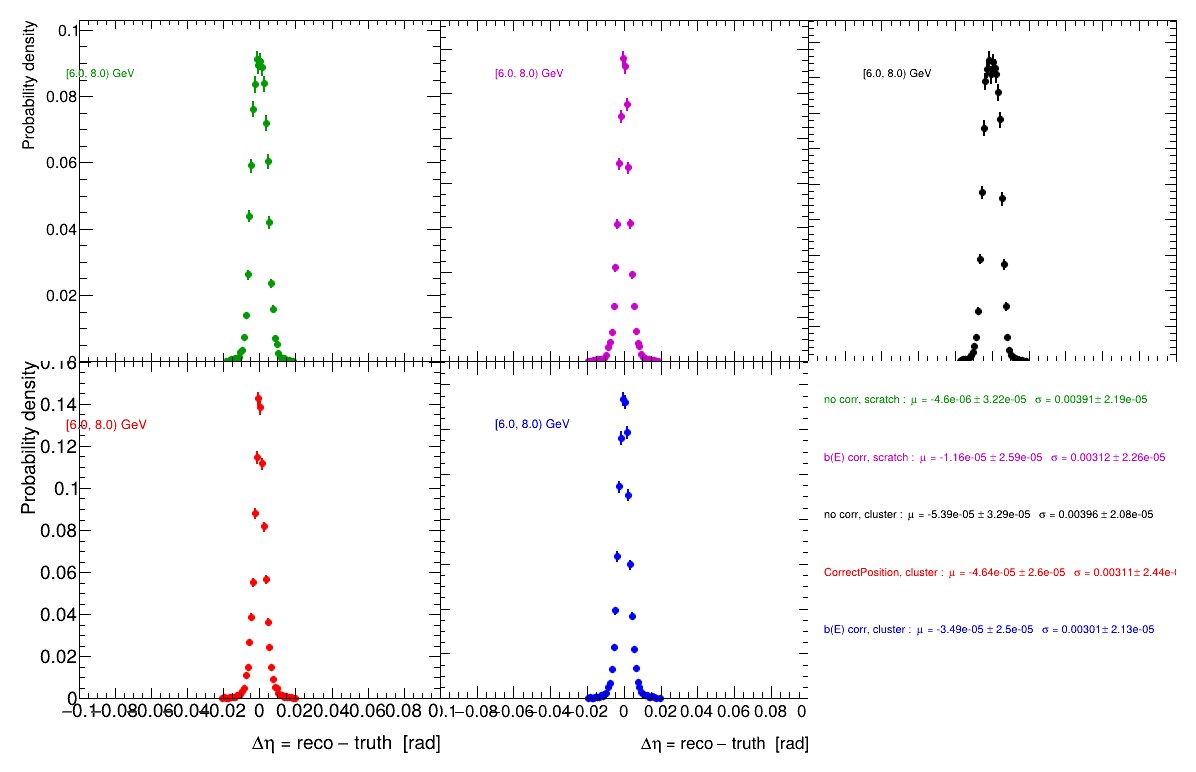 Probability density
0.1
0.08
0.06
0.04
0.02
0
[6.0, 8.0) GeV
[6.0, 8.0) GeV
[6.0, 8.0) GeV
Probability density
0.16
0.14
0.12
0.1
0.08
0.06
0.04
0.02
0
[6.0, 8.0) GeV
[6.0, 8.0) GeV
no corr, scratch : μ = -4.6e-06 ± 3.22e-05 σ = 0.00391± 2.19e-05
b(E) corr, scratch : μ = -1.16e-05 ± 2.59e-05 σ = 0.00312 ± 2.26e-05
no corr, cluster : μ = -5.39e-05 ± 3.29e-05 σ = 0.00396 ± 2.08e-05
CorrectPosition, cluster : μ = -4.64e-05 ± 2.6e-05 σ = 0.00311± 2.44e-0
b(E) corr, cluster : μ = -3.49e-05 ± 2.5e-05 σ = 0.00301± 2.13e-05
−0.1 −0.08 −0.06 −0.04 −0.02 0 0.02 0.04 0.06 0.08 0.1 −0.08 −0.06 −0.04 −0.02 0 0.02 0.04 0.06 0.08 0
Δη = reco − truth [rad]
Δη = reco − truth [rad]